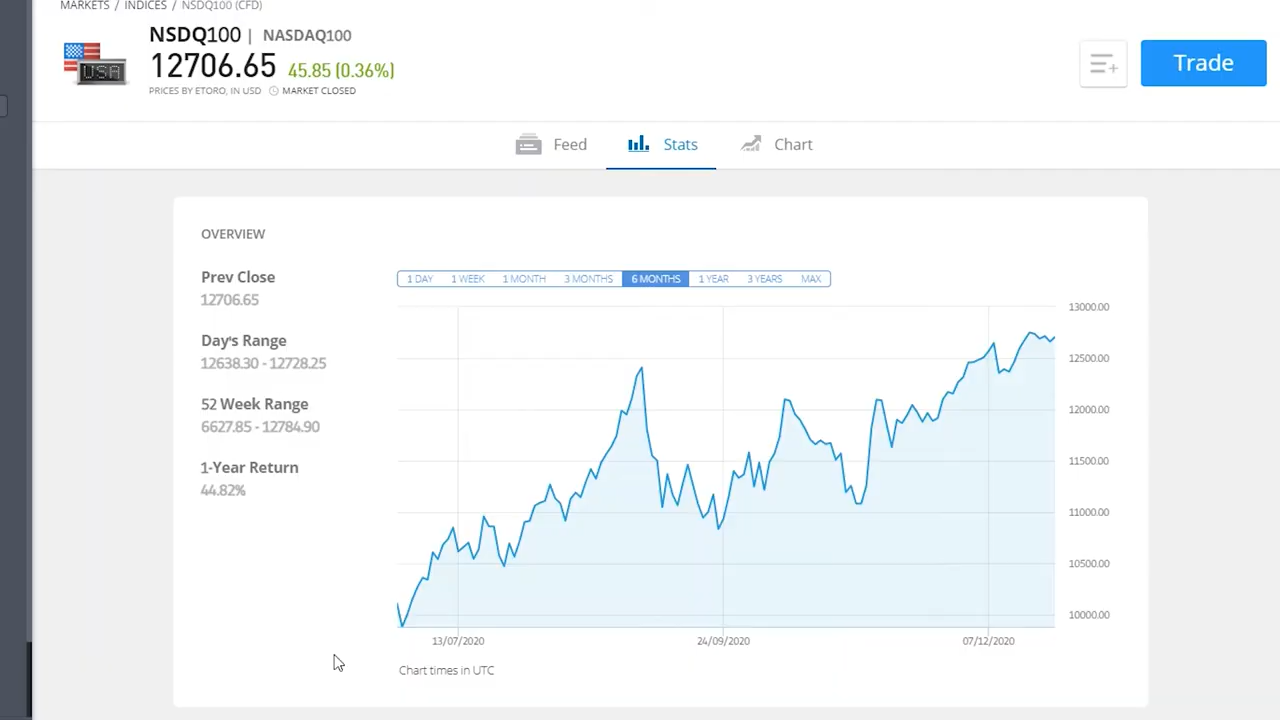 MARKETS / INDICES / NSDQ100 (CFD)
NSDQ100 | NASDAQ100
USA
12706.65 45.85 (0.36%)
PRICES BY ETORO, IN USD MARKET CLOSED
Trade
Feed Stats Chart
OVERVIEW
Prev Close
12706.65
Day's Range
12638.30 - 12728.25
52 Week Range
6627.85 - 12784.90
1-Year Return
44.82%
1 DAY 1 WEEK 1 MONTH 3 MONTHS 6 MONTHS 1 YEAR 3 YEARS MAX
13000.00
12500.00
12000.00
11500.00
11000.00
10500.00
10000.00
13/07/2020 24/09/2020 07/12/2020
Chart times in UTC